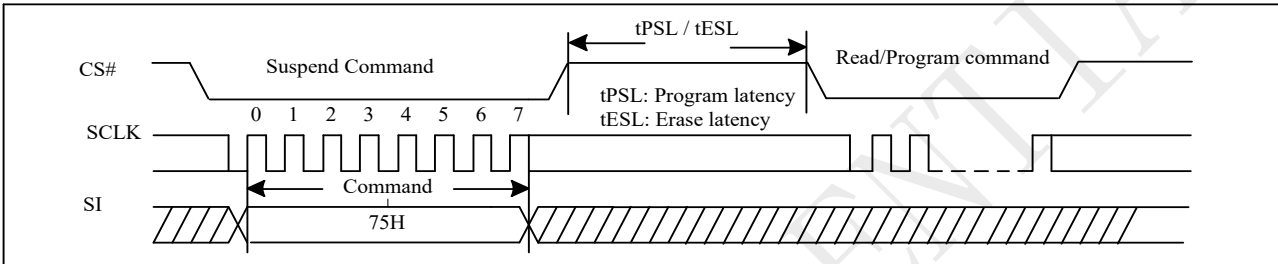 tPSL / tESL
CS#
Suspend Command
Read/Program command
tPSL: Program latency
tESL: Erase latency
0 1 2 3 4 5 6 7
SCLK
Command
SI
75H
ENTIA